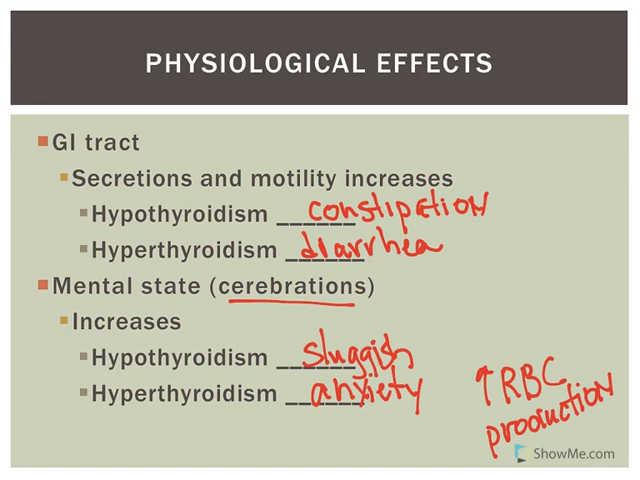 PHYSIOLOGICAL EFFECTS
GI tract
Secretions and motility increases
Hypothyroidism ______ constipation
Hyperthyroidism ______ diarrhea
Mental state (cerebrations)
Increases
Hypothyroidism ______ sluggish
Hyperthyroidism ______ anxiety
↑ RBC
production
ShowMe.com